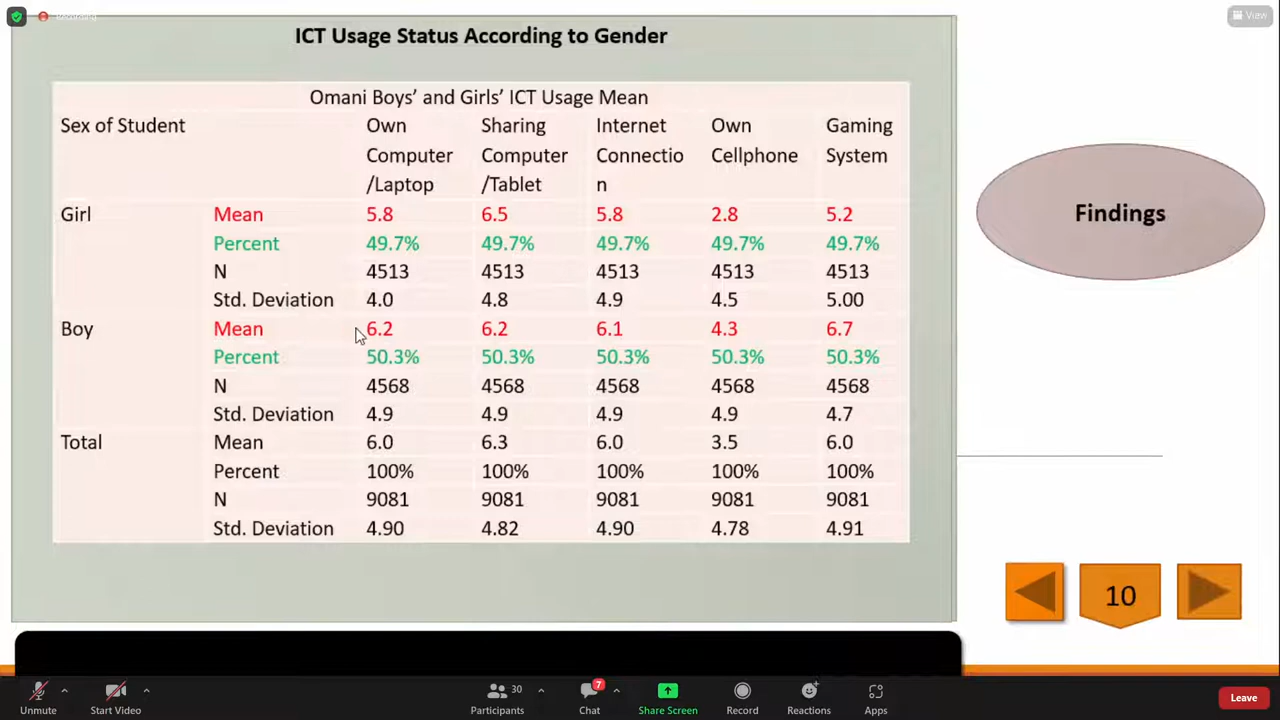 Recording
View
ICT Usage Status According to Gender
Omani Boys' and Girls' ICT Usage Mean
Sex of Student Own Sharing Internet Own Gaming
Computer Computer Connectio Cellphone System
/Laptop /Tablet n
Girl Mean 5.8 6.5 5.8 2.8 5.2
Percent 49.7% 49.7% 49.7% 49.7% 49.7%
N 4513 4513 4513 4513 4513
Std. Deviation 4.0 4.8 4.9 4.5 5.00
Boy Mean 6.2 6.2 6.1 4.3 6.7
Percent 50.3% 50.3% 50.3% 50.3% 50.3%
N 4568 4568 4568 4568 4568
Std. Deviation 4.9 4.9 4.9 4.9 4.7
Total Mean 6.0 6.3 6.0 3.5 6.0
Percent 100% 100% 100% 100% 100%
N 9081 9081 9081 9081 9081
Std. Deviation 4.90 4.82 4.90 4.78 4.91
Findings
10
30 7
Unmute Start Video Participants Chat Share Screen Record Reactions Apps Leave